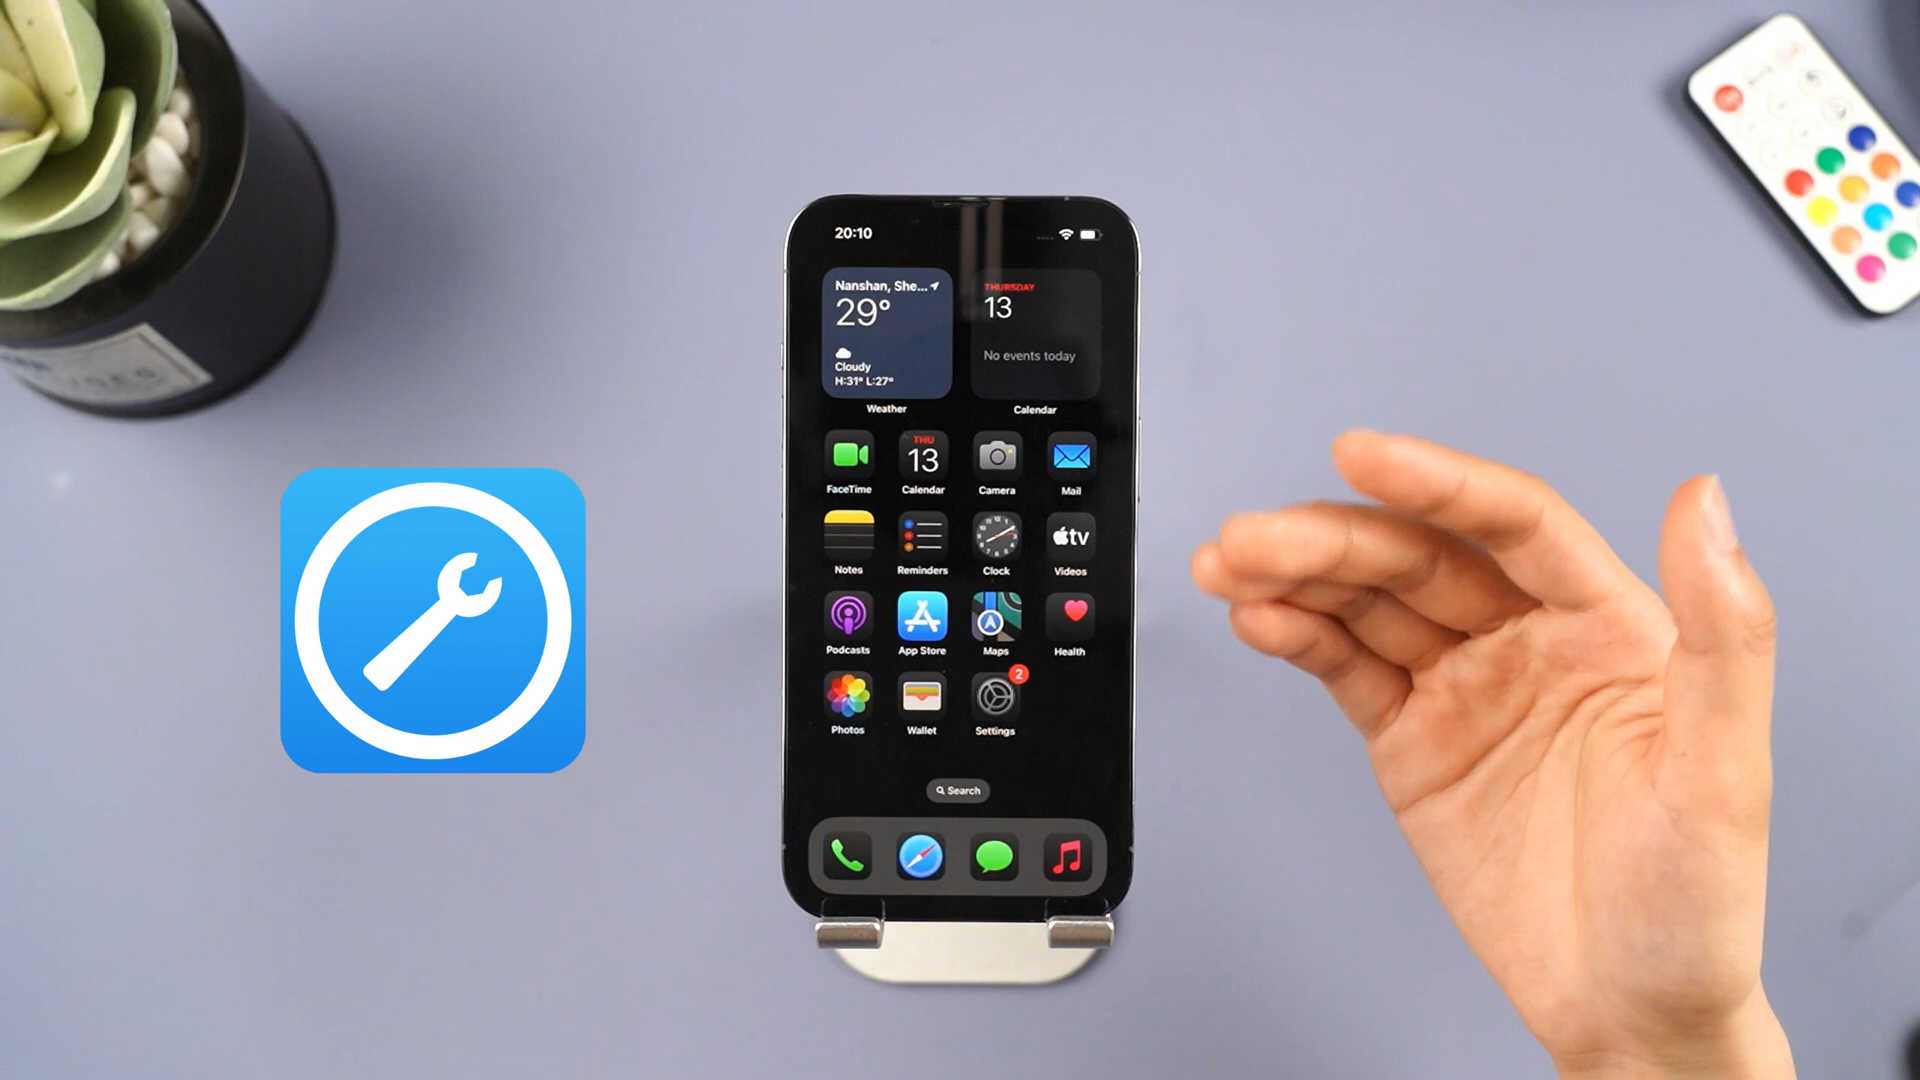 20:10
Nanshan, She...
29°
Cloudy
H:31° L:27°
Weather
THURSDAY
13
No events today
Calendar
THU
13
FaceTime
Calendar
Camera
Mail
tv
Notes
Reminders
Clock
Videos
Podcasts
App Store
Maps
Health
2
Photos
Wallet
Settings
Search